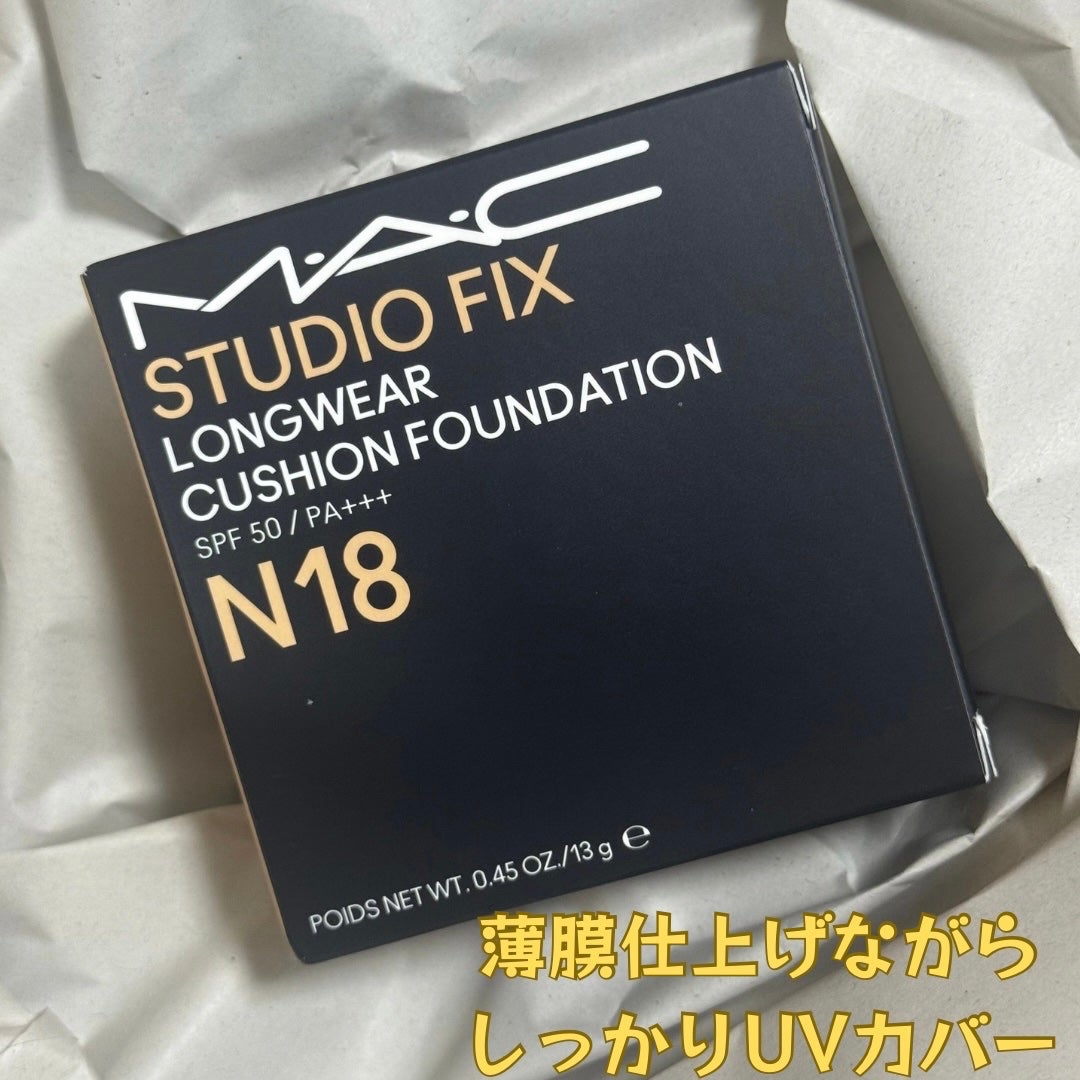 M·A·C
STUDIO FIX
LONGWEAR
CUSHION FOUNDATION
SPF 50 / PA+++
N18
POIDS NET WT. 0.45 OZ./13 g ℮
薄膜仕上げながら
しっかりUVカバー